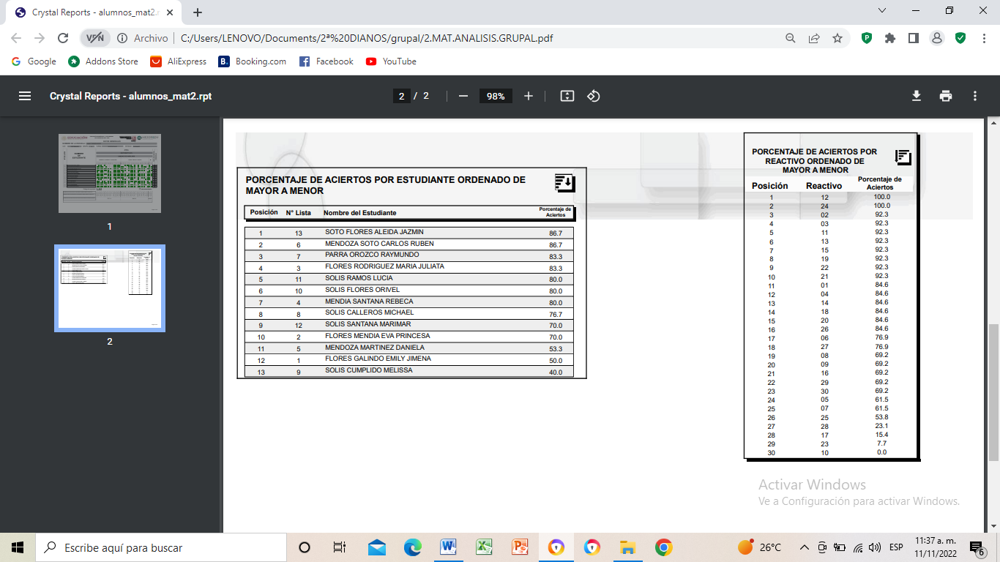 Crystal Reports - alumnos_mat2.r
VPN
Archivo
C:/Users/LENOVO/Documents/2ª%20DIANOS/grupal/2.MAT.ANALISIS.GRUPAL.pdf
Google
Addons Store
AliExpress
B.
Booking.com
Facebook
YouTube
Crystal Reports - alumnos_mat2.rpt
2 / 2
98%
1
2
PORCENTAJE DE ACIERTOS POR ESTUDIANTE ORDENADO DE
MAYOR A MENOR
Posición N° Lista Nombre del Estudiante Porcentaje de Aciertos
1 13 SOTO FLORES ALEIDA JAZMIN 86.7
2 6 MENDOZA SOTO CARLOS RUBEN 86.7
3 7 PARRA OROZCO RAYMUNDO 83.3
4 3 FLORES RODRIGUEZ MARIA JULIATA 83.3
5 11 SOLIS RAMOS LUCIA 80.0
6 10 SOLIS FLORES ORIVEL 80.0
7 4 MENDIA SANTANA REBECA 80.0
8 8 SOLIS CALLEROS MICHAEL 76.7
9 12 SOLIS SANTANA MARIMAR 70.0
10 2 FLORES MENDIA EVA PRINCESA 70.0
11 5 MENDOZA MARTINEZ DANIELA 53.3
12 1 FLORES GALINDO EMILY JIMENA 50.0
13 9 SOLIS CUMPLIDO MELISSA 40.0
PORCENTAJE DE ACIERTOS POR
REACTIVO ORDENADO DE
MAYOR A MENOR
Posición Reactivo Porcentaje de Aciertos
1 12 100.0
2 24 100.0
3 02 92.3
4 03 92.3
5 11 92.3
6 13 92.3
7 15 92.3
8 19 92.3
9 22 92.3
10 21 92.3
11 01 84.6
12 04 84.6
13 14 84.6
14 18 84.6
15 20 84.6
16 26 84.6
17 06 76.9
18 27 76.9
19 08 69.2
20 09 69.2
21 16 69.2
22 29 69.2
23 30 69.2
24 05 61.5
25 07 61.5
26 25 53.8
27 28 23.1
28 17 15.4
29 23 7.7
30 10 0.0
Activar Windows
Ve a Configuración para activar Windows.
Escribe aquí para buscar
26°C
ESP
11:37 a. m.
11/11/2022
6